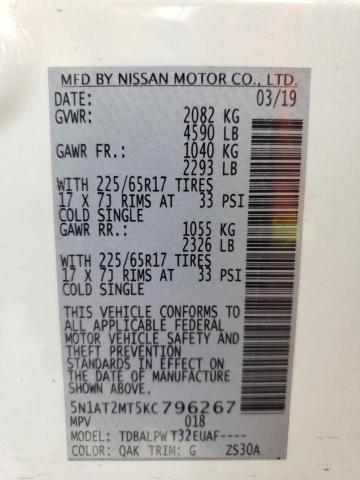 MFD BY NISSAN MOTOR CO., LTD.
DATE: 03/19
GVWR: 2082 KG
4590 LB
GAWR FR.: 1040 KG
2293 LB
WITH 225/65R17 TIRES
17 X 7J RIMS AT 33 PSI
COLD SINGLE
GAWR RR.: 1055 KG
2326 LB
WITH 225/65R17 TIRES
17 X 7J RIMS AT 33 PSI
COLD SINGLE
THIS VEHICLE CONFORMS TO
ALL APPLICABLE FEDERAL
MOTOR VEHICLE SAFETY AND
THEFT PREVENTION
STANDARDS IN EFFECT ON
THE DATE OF MANUFACTURE
SHOWN ABOVE.
5N1AT2MT5KC796267
MPV 018
MODEL: TDBALPW T32EUAF----
COLOR: QAK TRIM: G ZS30A